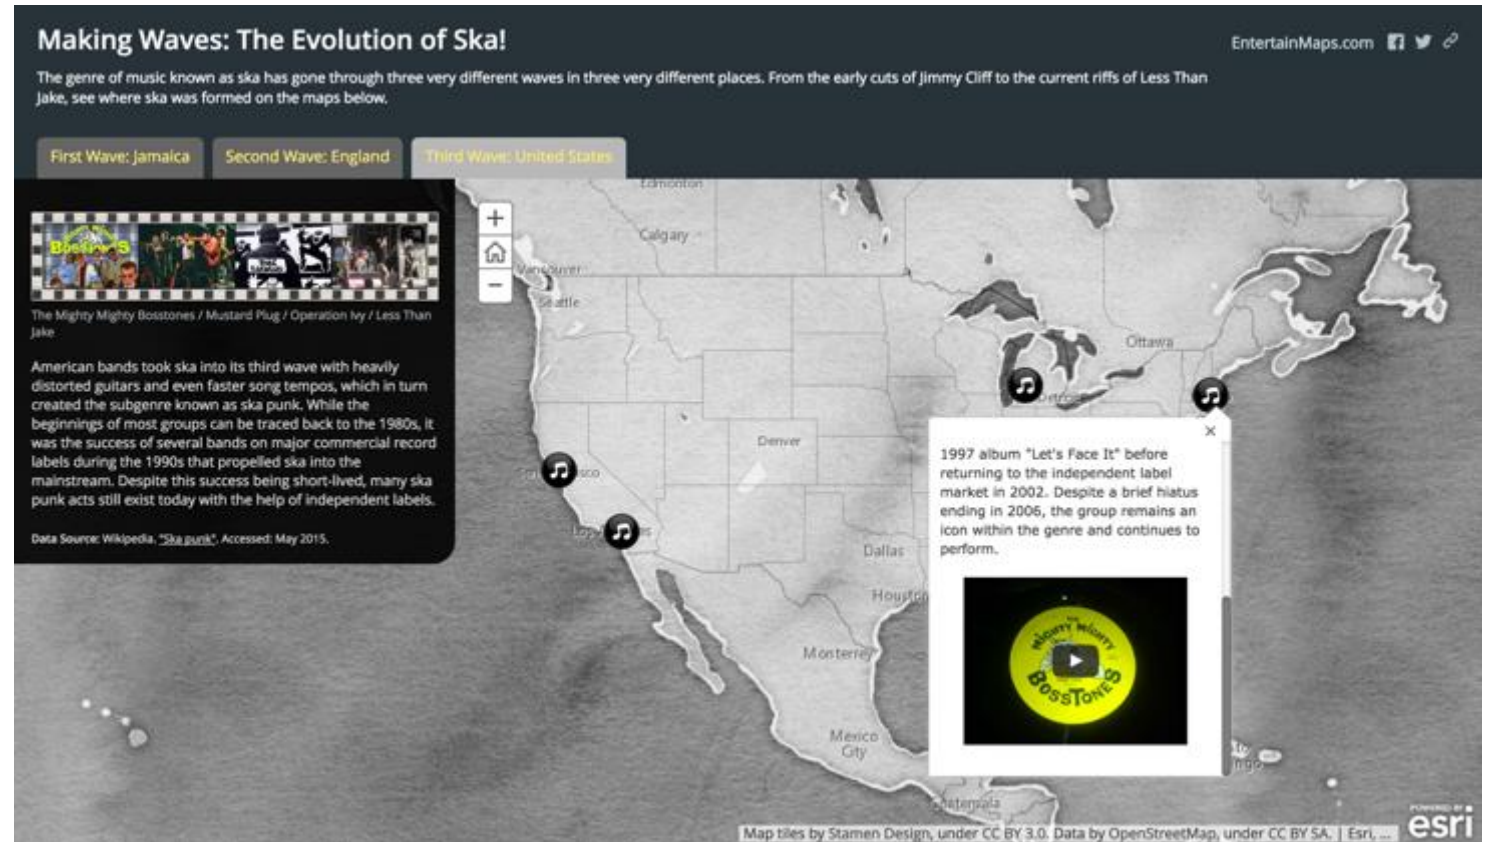 Making Waves: The Evolution of Ska!
EntertainMaps.com
The genre of music known as ska has gone through three very different waves in three very different places. From the early cuts of Jimmy Cliff to the current riffs of Less Than
Jake, see where ska was formed on the maps below.
First Wave: Jamaica
Second Wave: England
Third Wave: United States
BossTones
The Mighty Mighty Bosstones / Mustard Plug / Operation Ivy / Less Than
Jake
American bands took ska into its third wave with heavily
distorted guitars and even faster song tempos, which in turn
created the subgenre known as ska punk. While the
beginnings of most groups can be traced back to the 1980s, it
was the success of several bands on major commercial record
labels during the 1990s that propelled ska into the
mainstream. Despite this success being short-lived, many ska
punk acts still exist today with the help of independent labels.
Data Source: Wikipedia. "Ska punk". Accessed: May 2015.
+
−
Edmonton
Calgary
Vancouver
Seattle
Ottawa
Detroit
Denver
Dallas
Houston
Monterrey
Mexico
City
Guatemala
×
1997 album "Let's Face It" before
returning to the independent label
market in 2002. Despite a brief hiatus
ending in 2006, the group remains an
icon within the genre and continues to
perform.
THE
MIGHTY MIGHTY
BOSSTONES
Map tiles by Stamen Design, under CC BY 3.0. Data by OpenStreetMap, under CC BY SA. | Esri, ...
POWERED BY
esri